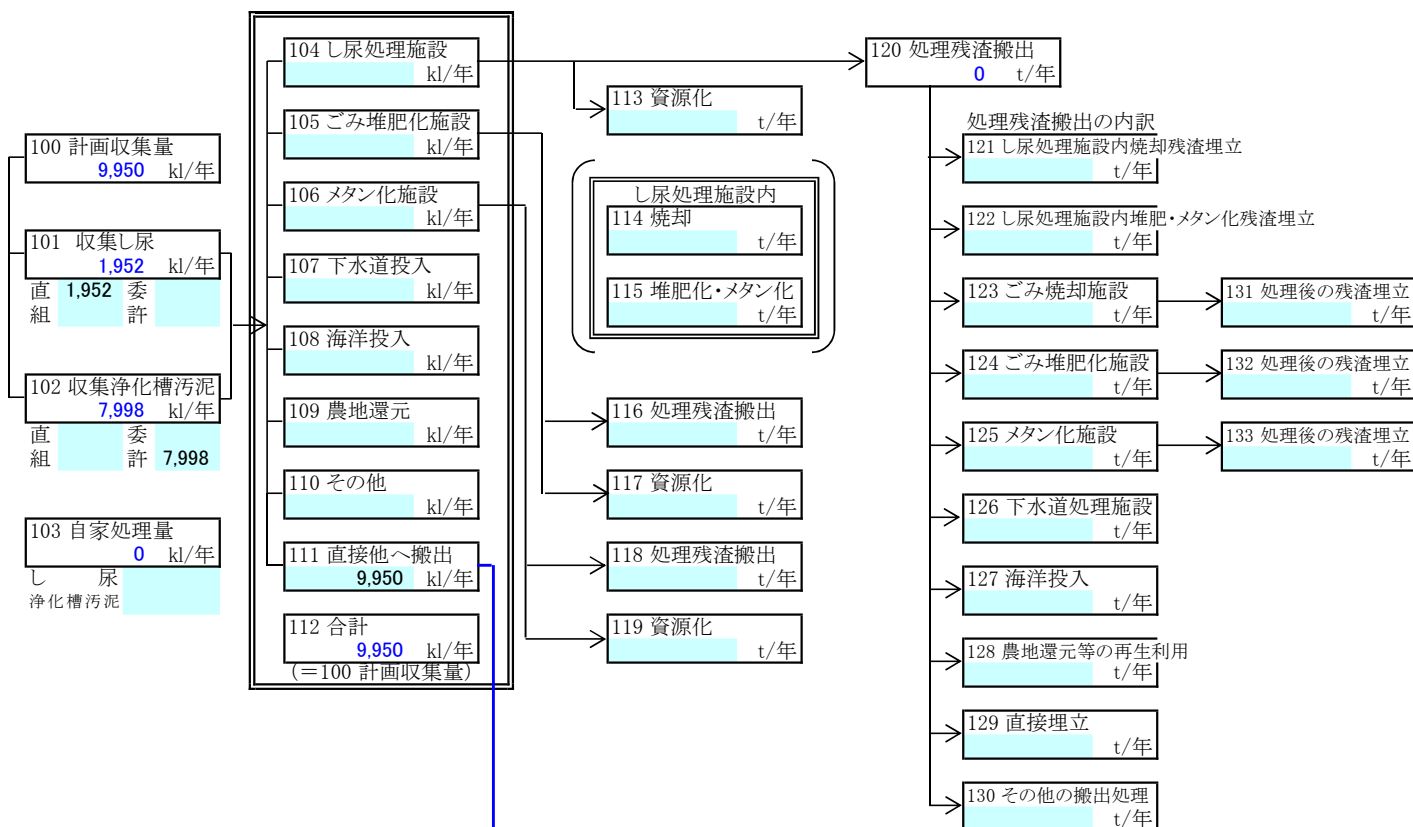 100 計画収集量
9,950 kl/年
101 収集し尿
1,952 kl/年
直 1,952 委
組 許
102 収集浄化槽汚泥
7,998 kl/年
直 委
組 許 7,998
103 自家処理量
0 kl/年
し 尿
浄化槽汚泥
104 し尿処理施設
kl/年
105 ごみ堆肥化施設
kl/年
106 メタン化施設
kl/年
107 下水道投入
kl/年
108 海洋投入
kl/年
109 農地還元
kl/年
110 その他
kl/年
111 直接他へ搬出
9,950 kl/年
112 合計
9,950 kl/年
(=100 計画収集量)
113 資源化
t/年
し尿処理施設内
114 焼却
t/年
115 堆肥化・メタン化
t/年
116 処理残渣搬出
t/年
117 資源化
t/年
118 処理残渣搬出
t/年
119 資源化
t/年
120 処理残渣搬出
0 t/年
処理残渣搬出の内訳
121 し尿処理施設内焼却残渣埋立
t/年
122 し尿処理施設内堆肥・メタン化残渣埋立
t/年
123 ごみ焼却施設
t/年
124 ごみ堆肥化施設
t/年
125 メタン化施設
t/年
126 下水道処理施設
t/年
127 海洋投入
t/年
128 農地還元等の再生利用
t/年
129 直接埋立
t/年
130 その他の搬出処理
t/年
131 処理後の残渣埋立
t/年
132 処理後の残渣埋立
t/年
133 処理後の残渣埋立
t/年